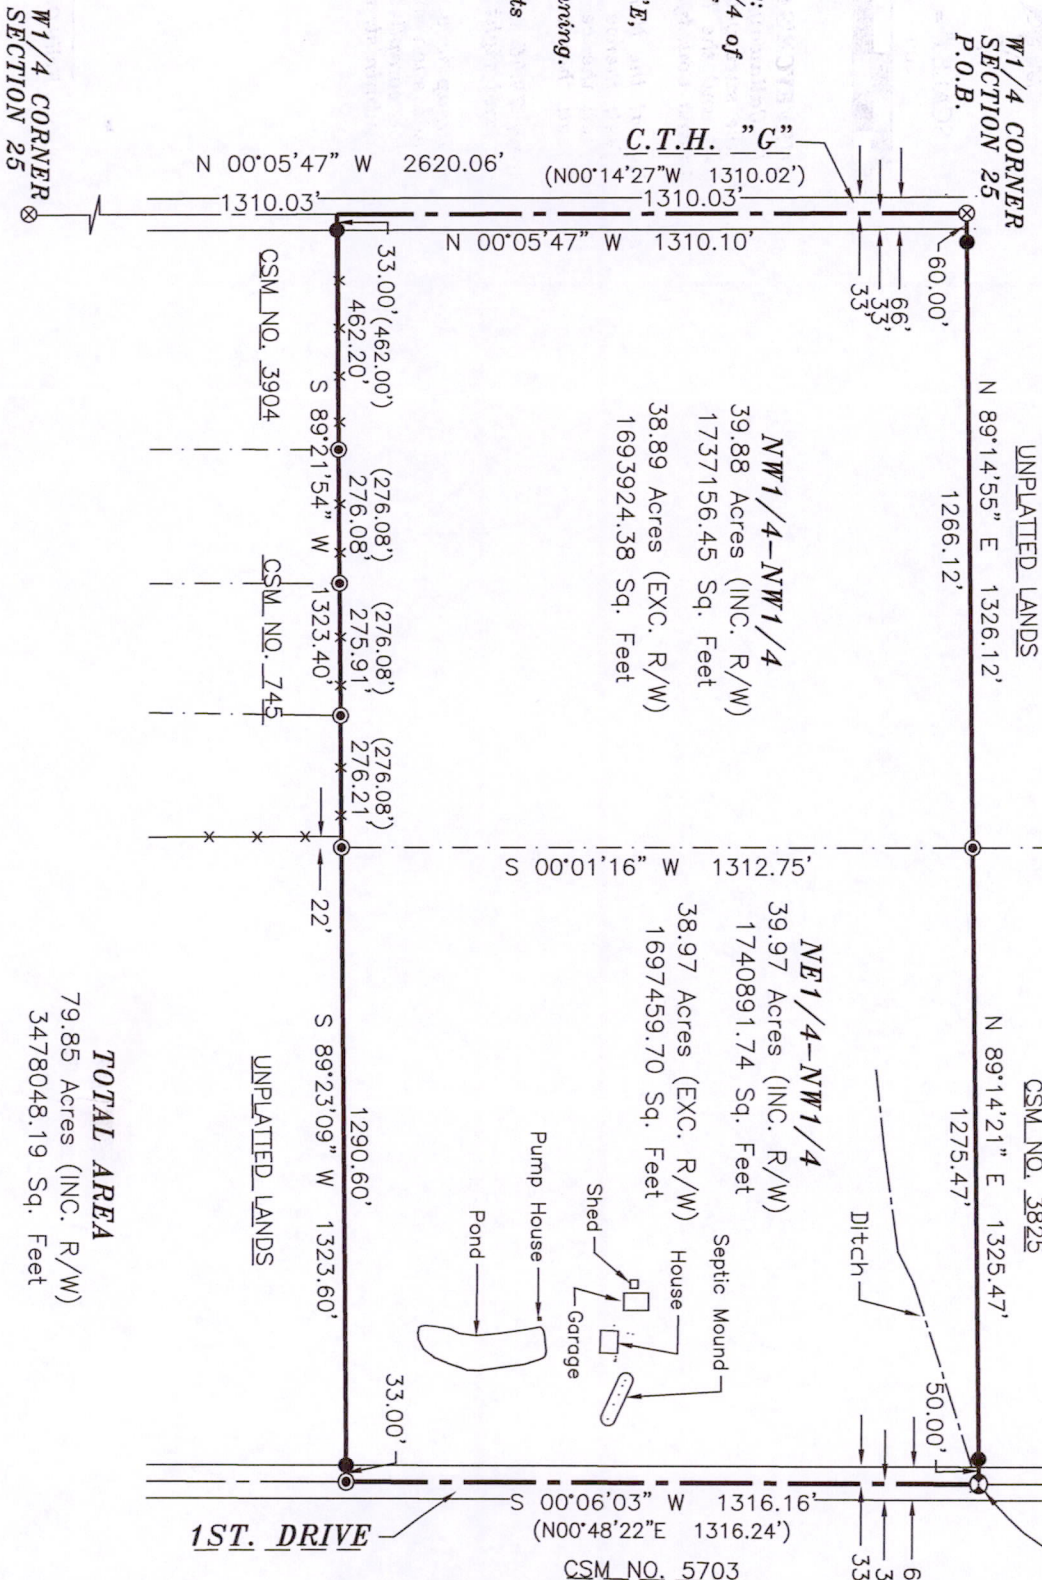 W1/4 CORNER
SECTION 25
P.O.B.
W1/4 CORNER
SECTION 25
1/4 of
E,
ning.
ts
C.T.H. "G"
N 00°05'47" W 2620.06'
(N00°14'27"W 1310.02')
1310.03'
1310.03'
N 00°05'47" W 1310.10'
60.00'
66'
33'
33'
UNPLATTED LANDS
N 89°14'55" E 1326.12'
1266.12'
NW1/4-NW1/4
39.88 Acres (INC. R/W)
1737156.45 Sq. Feet
38.89 Acres (EXC. R/W)
1693924.38 Sq. Feet
33.00'
(462.00')
462.20'
(276.08')
276.08'
(276.08')
275.91'
(276.08')
276.21'
S 89°21'54" W 1323.40'
CSM NO. 3904
CSM NO. 745
22'
S 00°01'16" W 1312.75'
CSM NO. 3825
N 89°14'21" E 1325.47'
1275.47'
NE1/4-NW1/4
39.97 Acres (INC. R/W)
1740891.74 Sq. Feet
38.97 Acres (EXC. R/W)
1697459.70 Sq. Feet
Ditch
Septic Mound
House
Shed
Garage
Pump House
Pond
1290.60'
S 89°23'09" W 1323.60'
UNPLATTED LANDS
TOTAL AREA
79.85 Acres (INC. R/W)
3478048.19 Sq. Feet
50.00'
33.00'
S 00°06'03" W 1316.16'
(N00°48'22"E 1316.24')
1ST. DRIVE
CSM NO. 5703
6
3
33